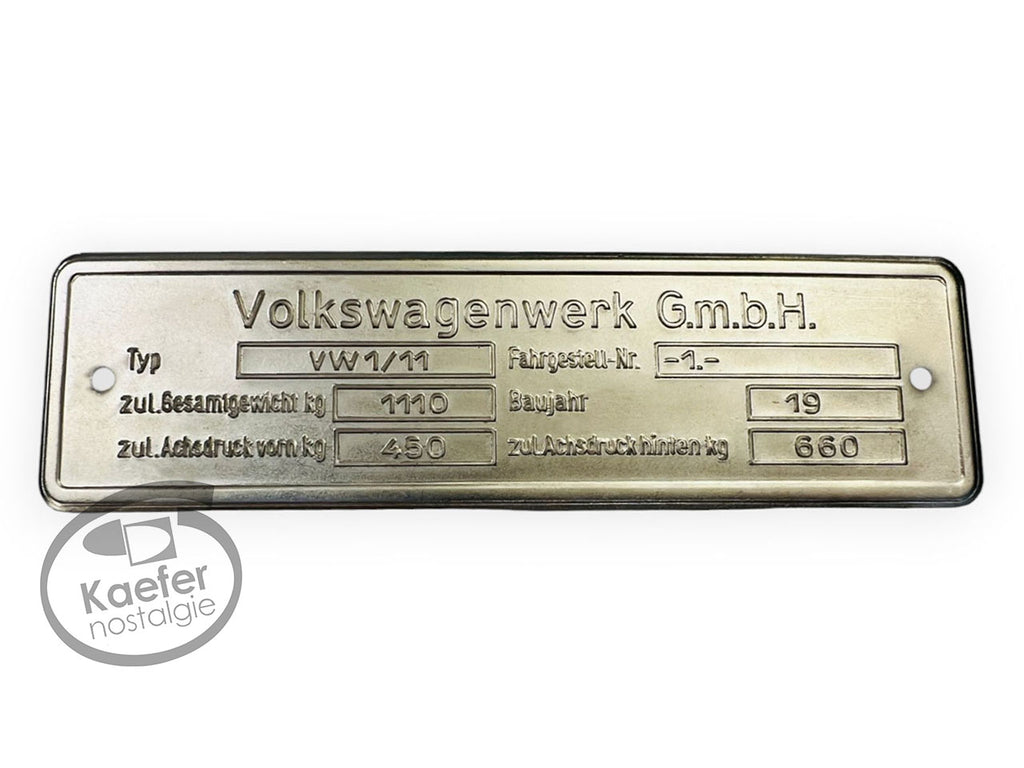 Volkswagenwerk G.m.b.H.
Typ VW1/11 Fahrgestell-Nr. -1.-
zul.Gesamtgewicht kg 1110 Baujahr 19
zul.Achsdruck vorn kg 450 zul.Achsdruck hinten kg 660
Kaefer
nostalgie